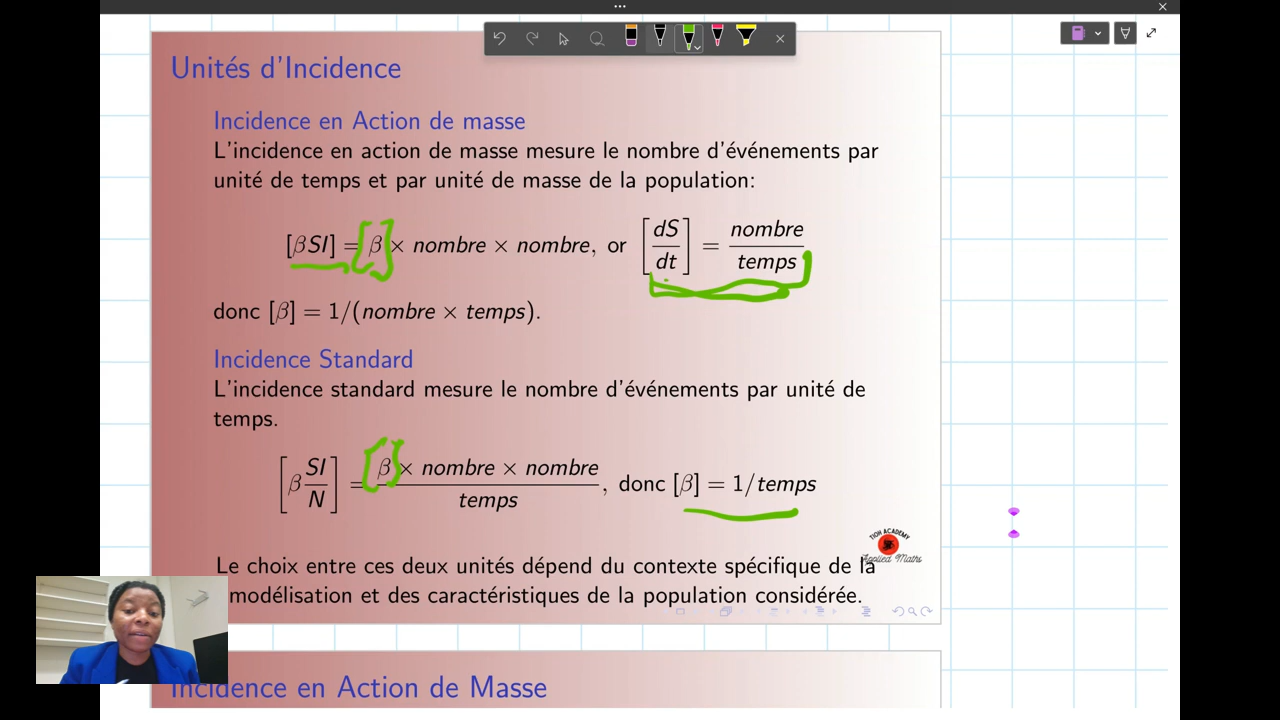 Unités d'Incidence
Incidence en Action de masse
L'incidence en action de masse mesure le nombre d'événements par
unité de temps et par unité de masse de la population:
[βSI] = [β] × nombre × nombre, or [dS/dt] = nombre/temps
donc [β] = 1/(nombre × temps).
Incidence Standard
L'incidence standard mesure le nombre d'événements par unité de
temps.
[β SI/N] = [β] × nombre × nombre/temps, donc [β] = 1/temps
TIOH ACADEMY
Applied Maths
Le choix entre ces deux unités dépend du contexte spécifique de la
modélisation et des caractéristiques de la population considérée.
Incidence en Action de Masse